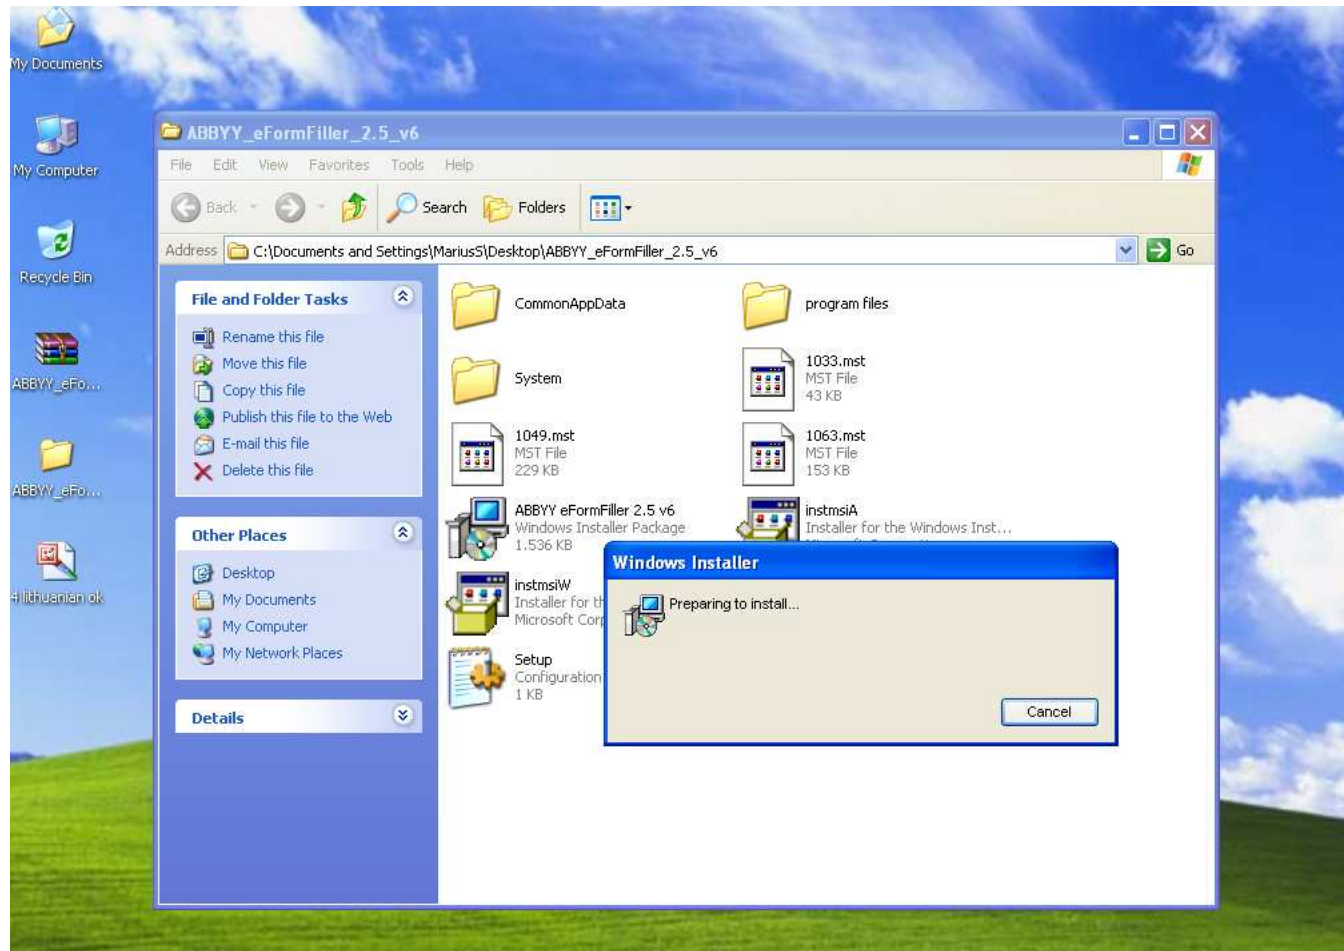 My Documents
My Computer
Recycle Bin
ABBYY_eFo...
ABBYY_eFo...
4 lithuanian ok
ABBYY_eFormFiller_2.5_v6
File Edit View Favorites Tools Help
Back Search Folders
Address C:\Documents and Settings\MariusS\Desktop\ABBYY_eFormFiller_2.5_v6 Go
File and Folder Tasks
Rename this file
Move this file
Copy this file
Publish this file to the Web
E-mail this file
Delete this file
Other Places
Desktop
My Documents
My Computer
My Network Places
Details
CommonAppData
program files
System
1033.mst
MST File
43 KB
1049.mst
MST File
229 KB
1063.mst
MST File
153 KB
ABBYY eFormFiller 2.5 v6
Windows Installer Package
1.536 KB
instmsiA
Installer for the Windows Inst...
instmsiW
Installer for th
Microsoft Corp
Setup
Configuration
1 KB
Windows Installer
Preparing to install...
Cancel